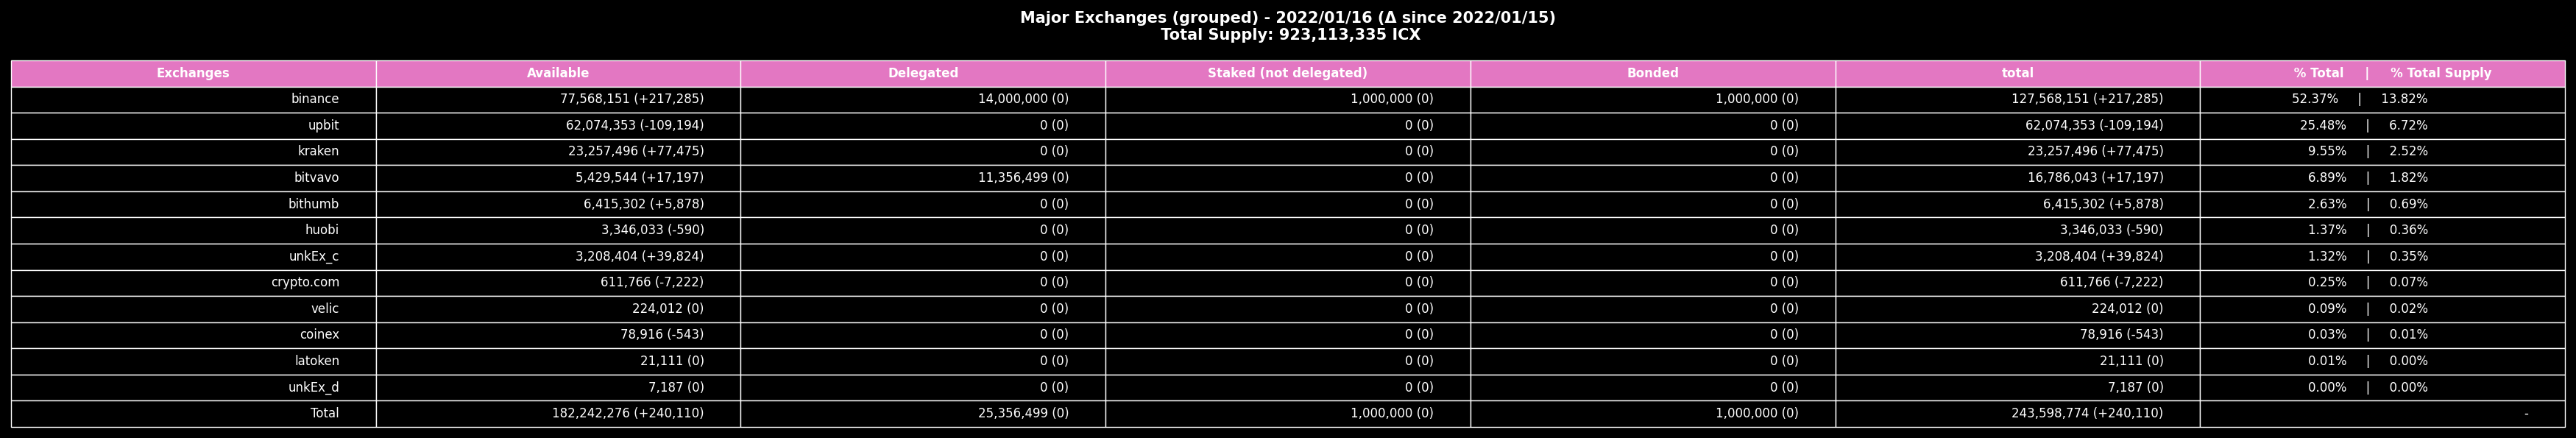 Major Exchanges (grouped) - 2022/01/16 (Δ since 2022/01/15)
Total Supply: 923,113,335 ICX
Exchanges Available Delegated Staked (not delegated) Bonded total % Total | % Total Supply
binance 77,568,151 (+217,285) 14,000,000 (0) 1,000,000 (0) 1,000,000 (0) 127,568,151 (+217,285) 52.37% | 13.82%
upbit 62,074,353 (-109,194) 0 (0) 0 (0) 0 (0) 62,074,353 (-109,194) 25.48% | 6.72%
kraken 23,257,496 (+77,475) 0 (0) 0 (0) 0 (0) 23,257,496 (+77,475) 9.55% | 2.52%
bitvavo 5,429,544 (+17,197) 11,356,499 (0) 0 (0) 0 (0) 16,786,043 (+17,197) 6.89% | 1.82%
bithumb 6,415,302 (+5,878) 0 (0) 0 (0) 0 (0) 6,415,302 (+5,878) 2.63% | 0.69%
huobi 3,346,033 (-590) 0 (0) 0 (0) 0 (0) 3,346,033 (-590) 1.37% | 0.36%
unkEx_c 3,208,404 (+39,824) 0 (0) 0 (0) 0 (0) 3,208,404 (+39,824) 1.32% | 0.35%
crypto.com 611,766 (-7,222) 0 (0) 0 (0) 0 (0) 611,766 (-7,222) 0.25% | 0.07%
velic 224,012 (0) 0 (0) 0 (0) 0 (0) 224,012 (0) 0.09% | 0.02%
coinex 78,916 (-543) 0 (0) 0 (0) 0 (0) 78,916 (-543) 0.03% | 0.01%
latoken 21,111 (0) 0 (0) 0 (0) 0 (0) 21,111 (0) 0.01% | 0.00%
unkEx_d 7,187 (0) 0 (0) 0 (0) 0 (0) 7,187 (0) 0.00% | 0.00%
Total 182,242,276 (+240,110) 25,356,499 (0) 1,000,000 (0) 1,000,000 (0) 243,598,774 (+240,110) -